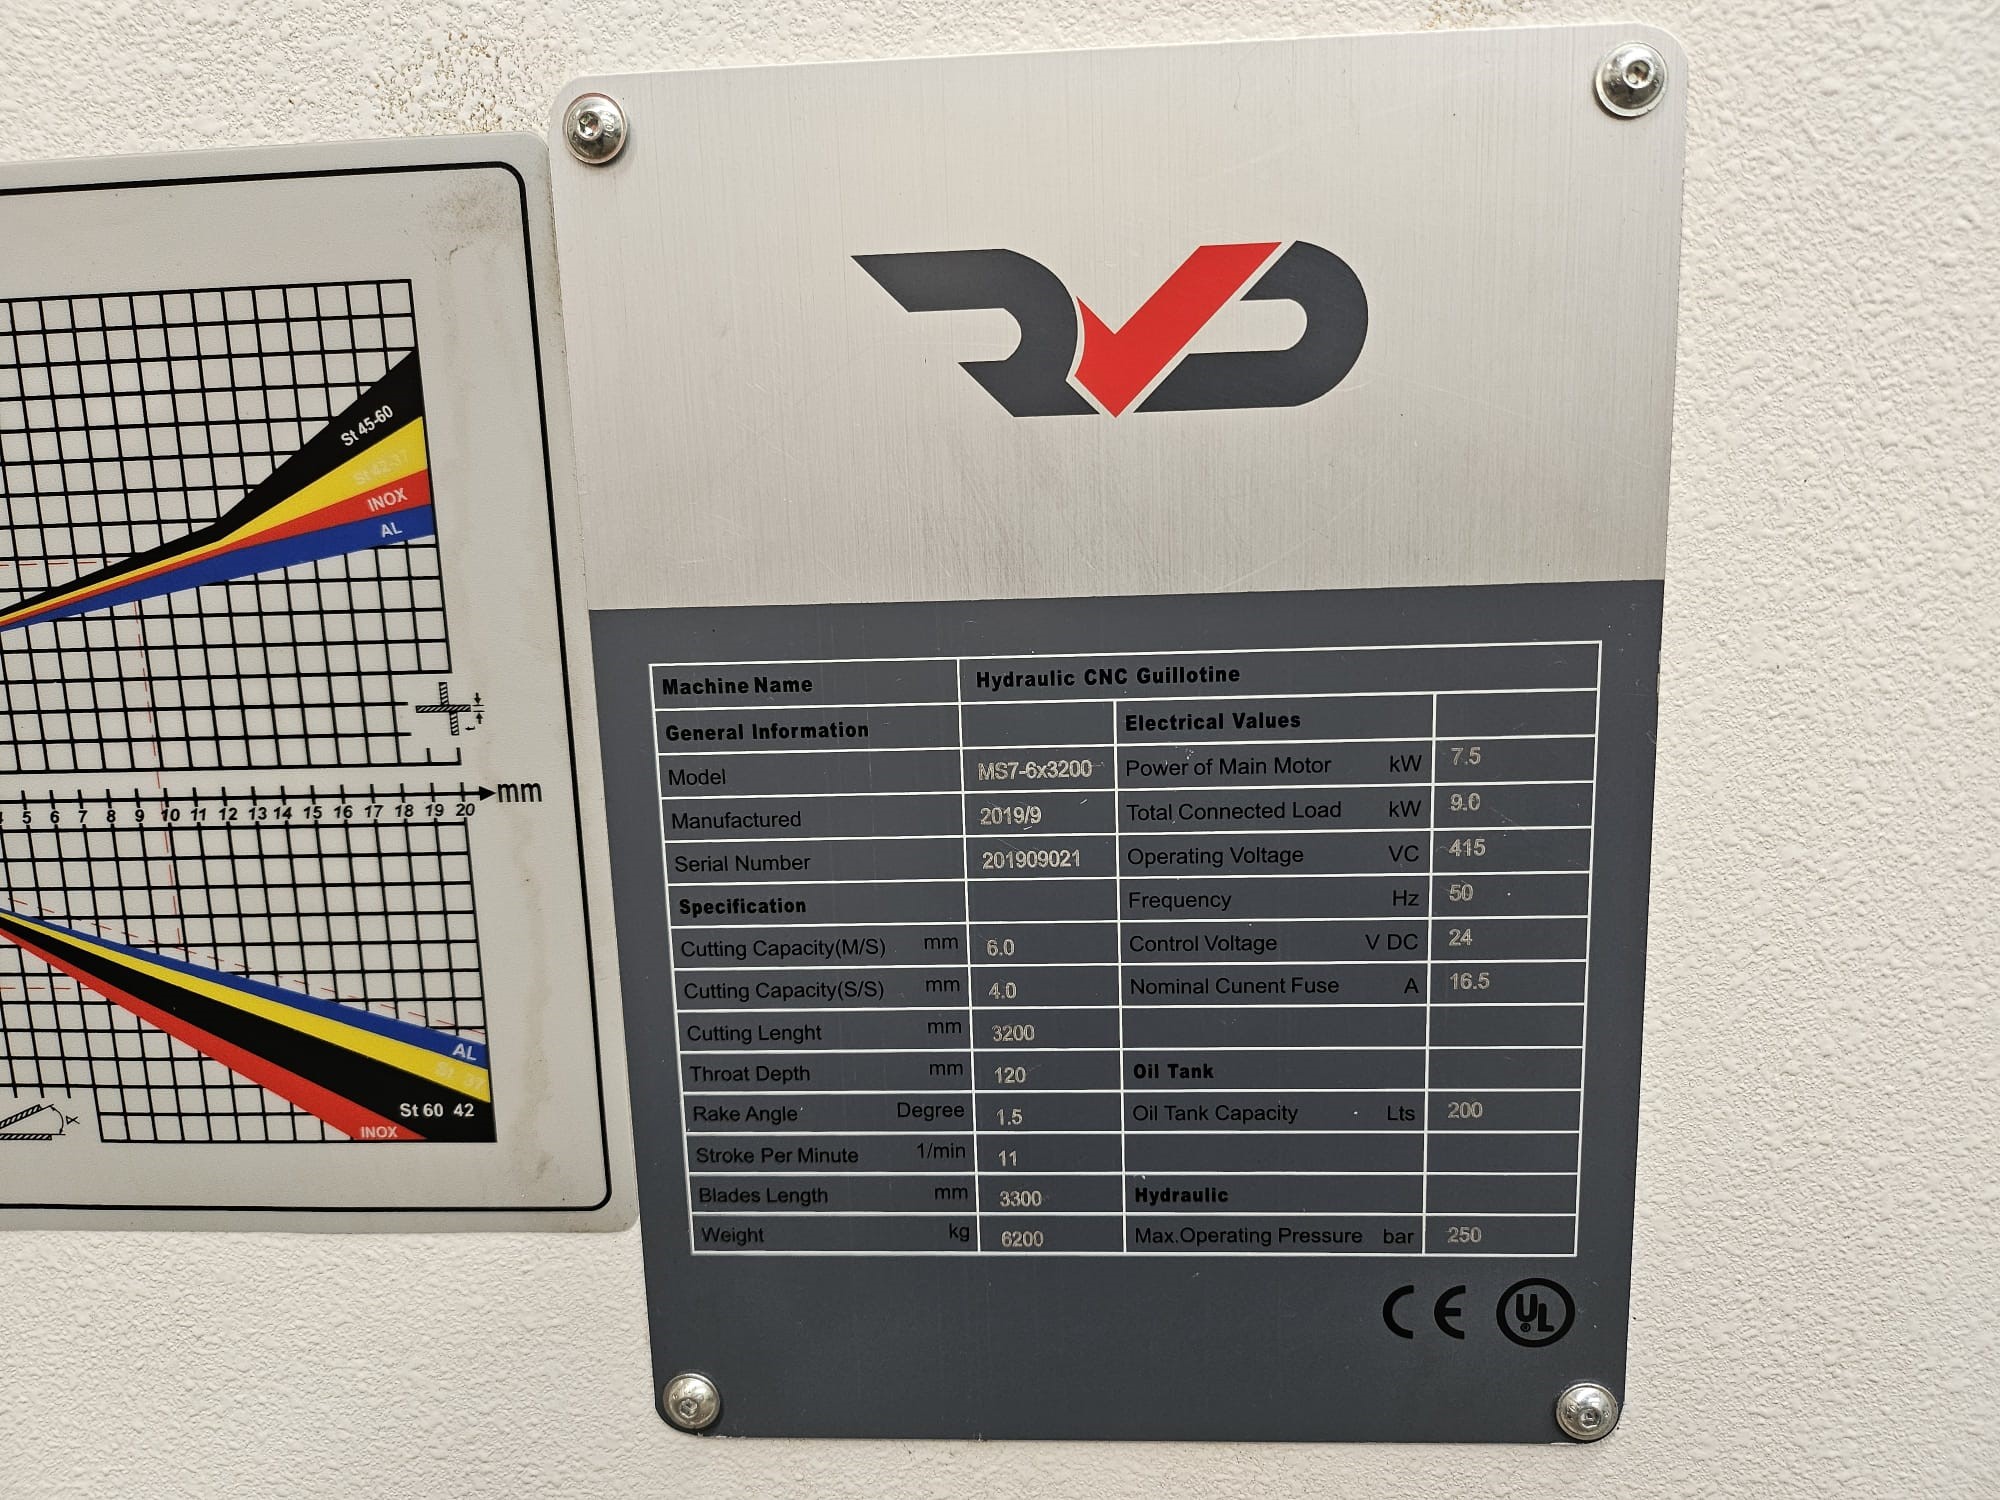 RVD
St 45-60
St 42-37
INOX
AL
t
mm
5 6 7 8 9 10 11 12 13 14 15 16 17 18 19 20
AL
St 37
St 60 42
INOX
Machine Name Hydraulic CNC Guillotine
General Information Electrical Values
Model MS7-6x3200 Power of Main Motor kW 7.5
Manufactured 2019/9 Total Connected Load kW 9.0
Serial Number 201909021 Operating Voltage VC 415
Specification Frequency Hz 50
Cutting Capacity(M/S) mm 6.0 Control Voltage V DC 24
Cutting Capacity(S/S) mm 4.0 Nominal Cunent Fuse A 16.5
Cutting Lenght mm 3200
Throat Depth mm 120 Oil Tank
Rake Angle Degree 1.5 Oil Tank Capacity Lts 200
Stroke Per Minute 1/min 11
Blades Length mm 3300 Hydraulic
Weight kg 6200 Max.Operating Pressure bar 250
CE UL